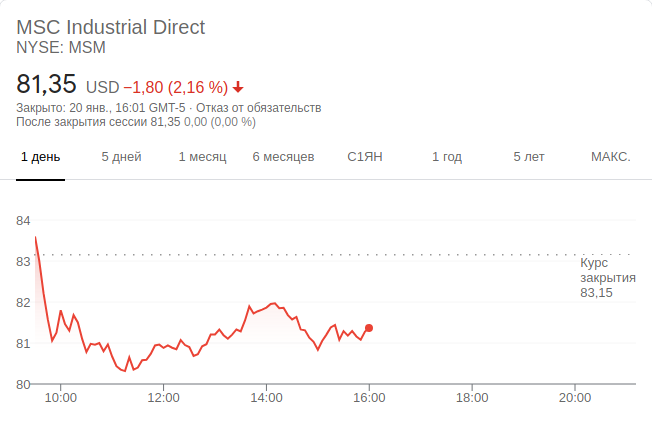 MSC Industrial Direct
NYSE: MSM
81,35 USD −1,80 (2,16 %)
Закрыто: 20 янв., 16:01 GMT-5 · Отказ от обязательств
После закрытия сессии 81,35 0,00 (0,00 %)
1 день 5 дней 1 месяц 6 месяцев С1ЯН 1 год 5 лет МАКС.
84
83
Курс
закрытия
83,15
82
81
80
10:00 12:00 14:00 16:00 18:00 20:00